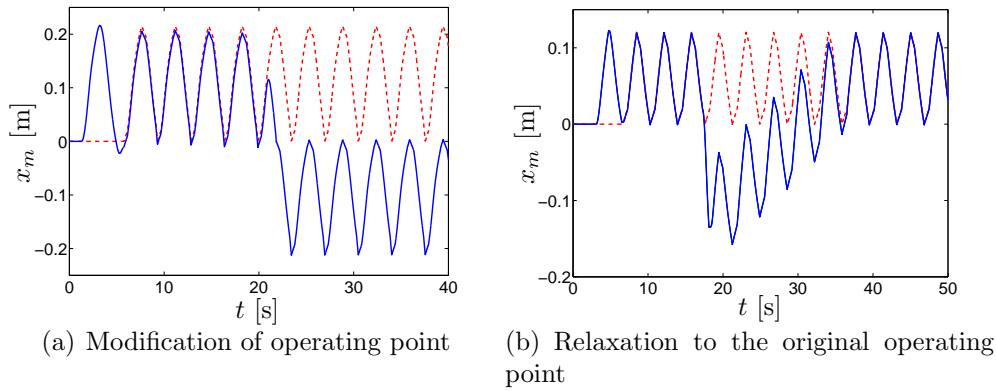 0.2
0.1
0
−0.1
−0.2
x_m [m]
0 10 20 30 40
t [s]
(a) Modification of operating point
0.1
0
−0.1
−0.2
x_m [m]
0 10 20 30 40 50
t [s]
(b) Relaxation to the original operating
point